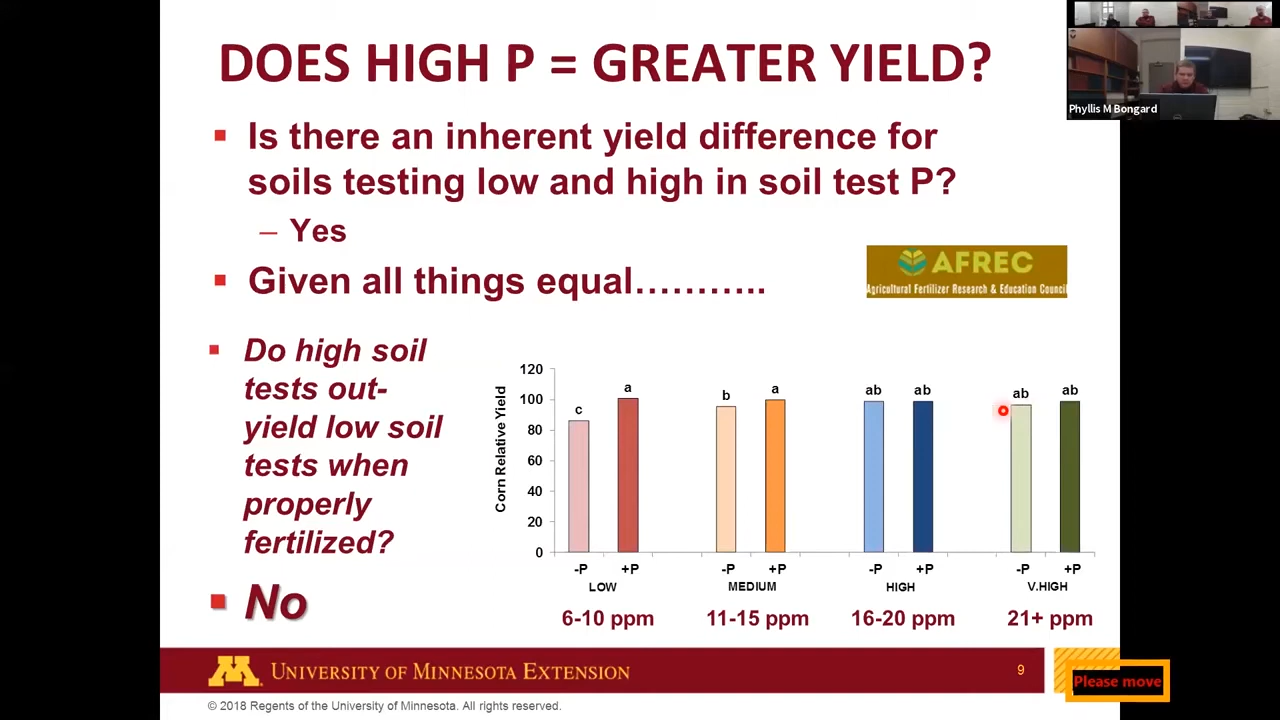 DOES HIGH P = GREATER YIELD?
Phyllis M Bongard
Is there an inherent yield difference for
soils testing low and high in soil test P?
– Yes
Given all things equal………..
AFREC
Agricultural Fertilizer Research & Education Council
Do high soil
tests out-
yield low soil
tests when
properly
fertilized?
No
Corn Relative Yield
120
100
80
60
40
20
0
c
a
b
a
ab
ab
ab
ab
-P +P -P +P -P +P -P +P
LOW MEDIUM HIGH V.HIGH
6-10 ppm 11-15 ppm 16-20 ppm 21+ ppm
M
UNIVERSITY OF MINNESOTA EXTENSION
9
Please move
© 2018 Regents of the University of Minnesota. All rights reserved.